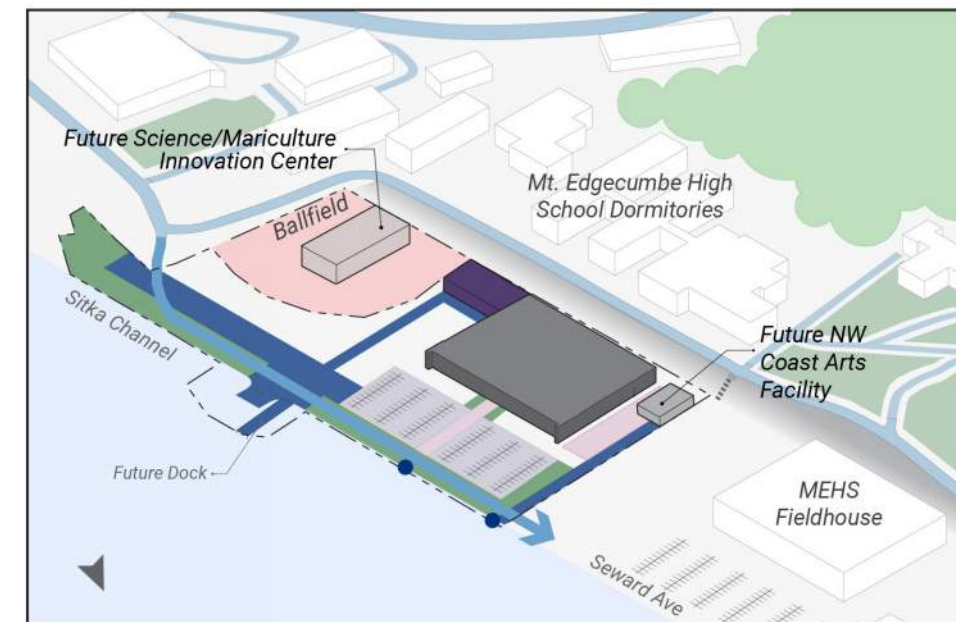 Future Science/Mariculture
Innovation Center
Ballfield
Mt. Edgecumbe High
School Dormitories
Sitka Channel
Future NW
Coast Arts
Facility
Future Dock
MEHS
Fieldhouse
Seward Ave